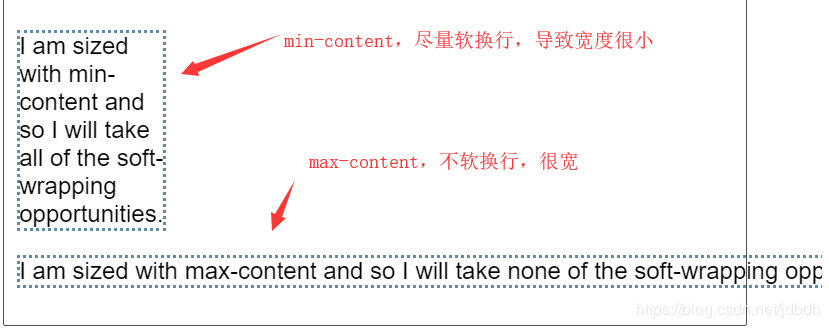 I am sized
with min-
content and
so I will take
all of the soft-
wrapping
opportunities.
min-content，尽量软换行，导致宽度很小
max-content，不软换行，很宽
I am sized with max-content and so I will take none of the soft-wrapping opp
https://blog.csdn.net/jdbdh